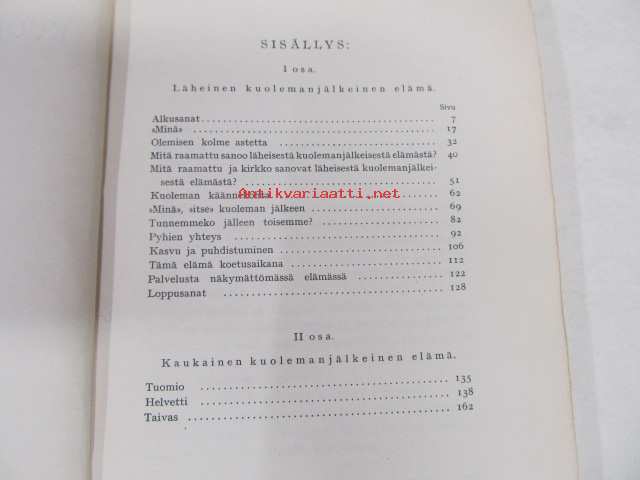 SISÄLLYS:
I osa.
Läheinen kuolemanjälkeinen elämä.
Sivu
Alkusanat 7
»Minä» 17
Olemisen kolme astetta 32
Mitä raamattu sanoo läheisestä kuolemanjälkeisestä elämästä? 40
Mitä raamattu ja kirkko sanovat läheisestä kuolemanjälkei-
sestä elämästä? 51
Antikvariaatti.net
Kuoleman 62
»Minä», »itse» kuoleman jälkeen 69
Tunnemmeko jälleen toisemme? 82
Pyhien yhteys 92
Kasvu ja puhdistuminen 106
Tämä elämä koetusaikana 112
Palvelusta näkymättömässä elämässä 122
Loppusanat 128
II osa.
Kaukainen kuolemanjälkeinen elämä.
Tuomio 135
Helvetti 138
Taivas 162